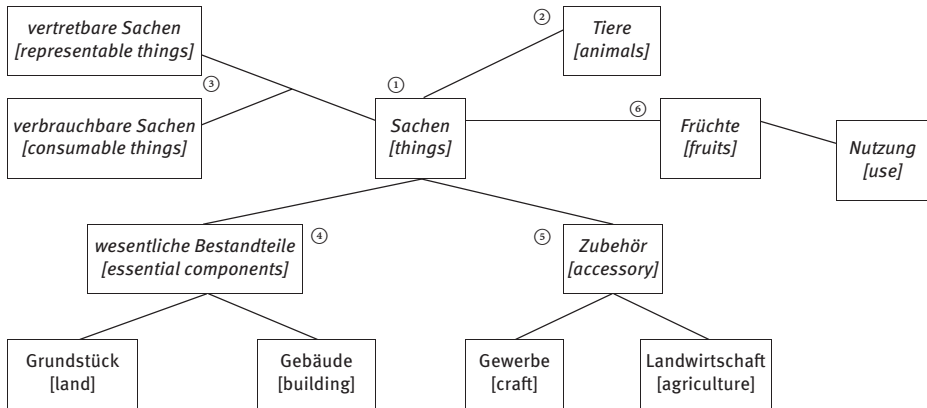 vertretbare Sachen
[representable things]
②
Tiere
[animals]
③
①
verbrauchbare Sachen
[consumable things]
Sachen
[things]
⑥
Früchte
[fruits]
Nutzung
[use]
wesentliche Bestandteile
[essential components]
④
⑤
Zubehör
[accessory]
Grundstück
[land]
Gebäude
[building]
Gewerbe
[craft]
Landwirtschaft
[agriculture]